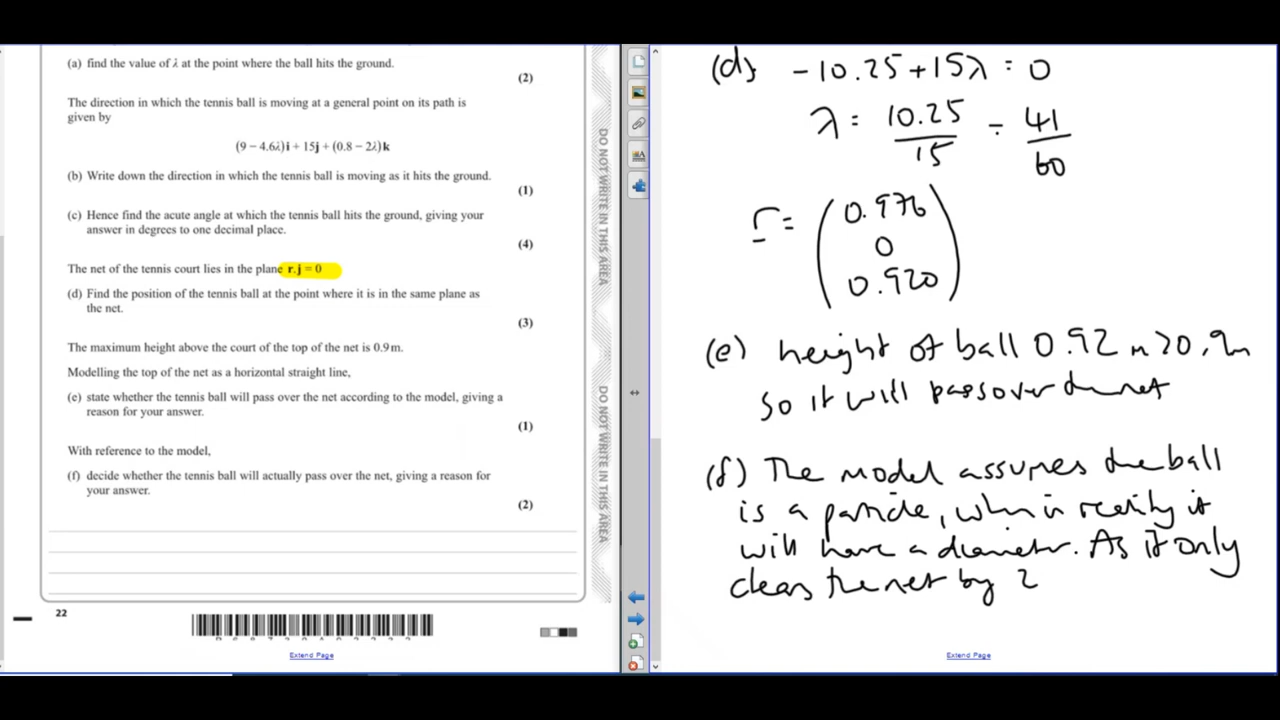 (a) find the value of λ at the point where the ball hits the ground.
(2)
The direction in which the tennis ball is moving at a general point on its path is
given by
(9 – 4.6λ)i + 15j + (0.8 – 2λ)k
(b) Write down the direction in which the tennis ball is moving as it hits the ground.
(1)
(c) Hence find the acute angle at which the tennis ball hits the ground, giving your
answer in degrees to one decimal place.
(4)
The net of the tennis court lies in the plane r.j = 0
(d) Find the position of the tennis ball at the point where it is in the same plane as
the net.
(3)
The maximum height above the court of the top of the net is 0.9 m.
Modelling the top of the net as a horizontal straight line,
(e) state whether the tennis ball will pass over the net according to the model, giving a
reason for your answer.
(1)
With reference to the model,
(f) decide whether the tennis ball will actually pass over the net, giving a reason for
your answer.
(2)
22
Extend Page
DO NOT WRITE IN THIS AREA
DO NOT WRITE IN THIS AREA
(d) -10.25 + 15λ = 0
λ = 10.25/15 = 41/60
r = (0.976
0
0.920)
(e) height of ball 0.92 m > 0.9m
so it will pass over the net
(f) The model assumes the ball
is a particle, when in reality it
will have a diameter. As it only
clears the net by 2
Extend Page